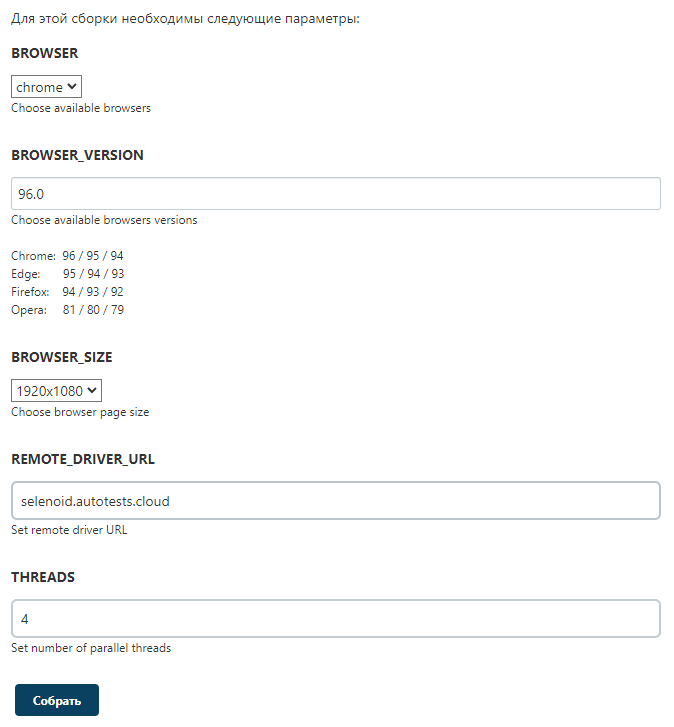 Для этой сборки необходимы следующие параметры:
BROWSER
chrome
Choose available browsers
BROWSER_VERSION
96.0
Choose available browsers versions
Chrome: 96 / 95 / 94
Edge: 95 / 94 / 93
Firefox: 94 / 93 / 92
Opera: 81 / 80 / 79
BROWSER_SIZE
1920x1080
Choose browser page size
REMOTE_DRIVER_URL
selenoid.autotests.cloud
Set remote driver URL
THREADS
4
Set number of parallel threads
Собрать